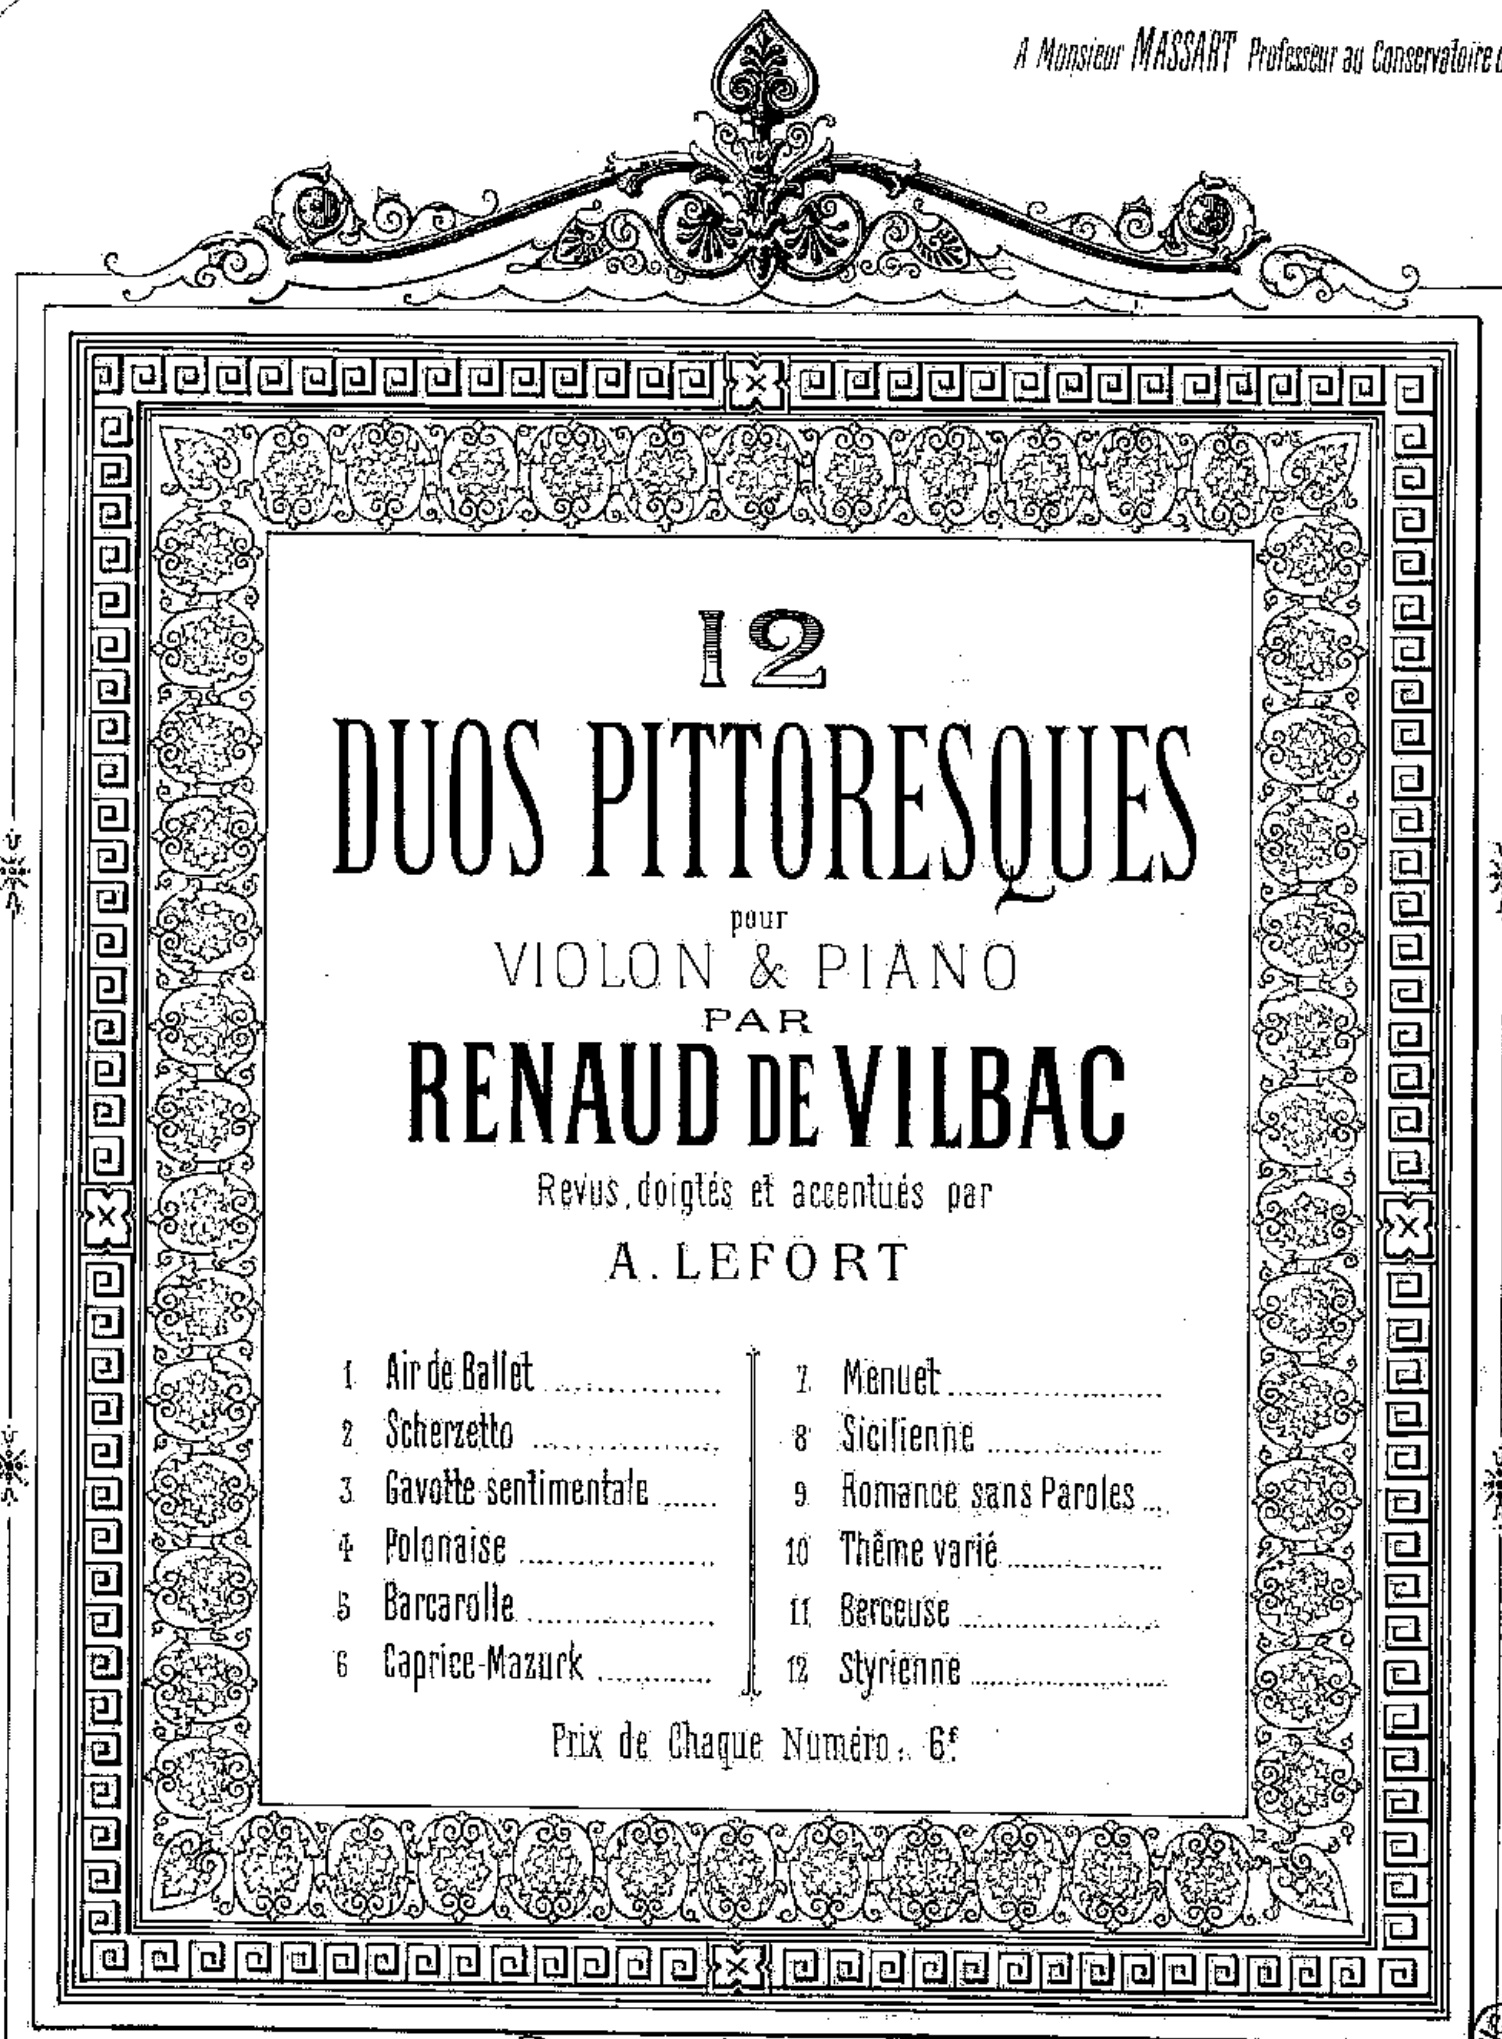 A Monsieur MASSART Professeur au Conservatoire
12
DUOS PITTORESQUES
pour
VIOLON & PIANO
PAR
RENAUD DE VILBAC
Revus, doigtés et accentués par
A. LEFORT
1 Air de Ballet
2 Scherzetto
3 Gavotte sentimentale
4 Polonaise
5 Barcarolle
6 Caprice-Mazurk
7 Menuet
8 Sicilienne
9 Romance sans Paroles
10 Thême varié
11 Berceuse
12 Styrienne
Prix de Chaque Numéro: 6f.